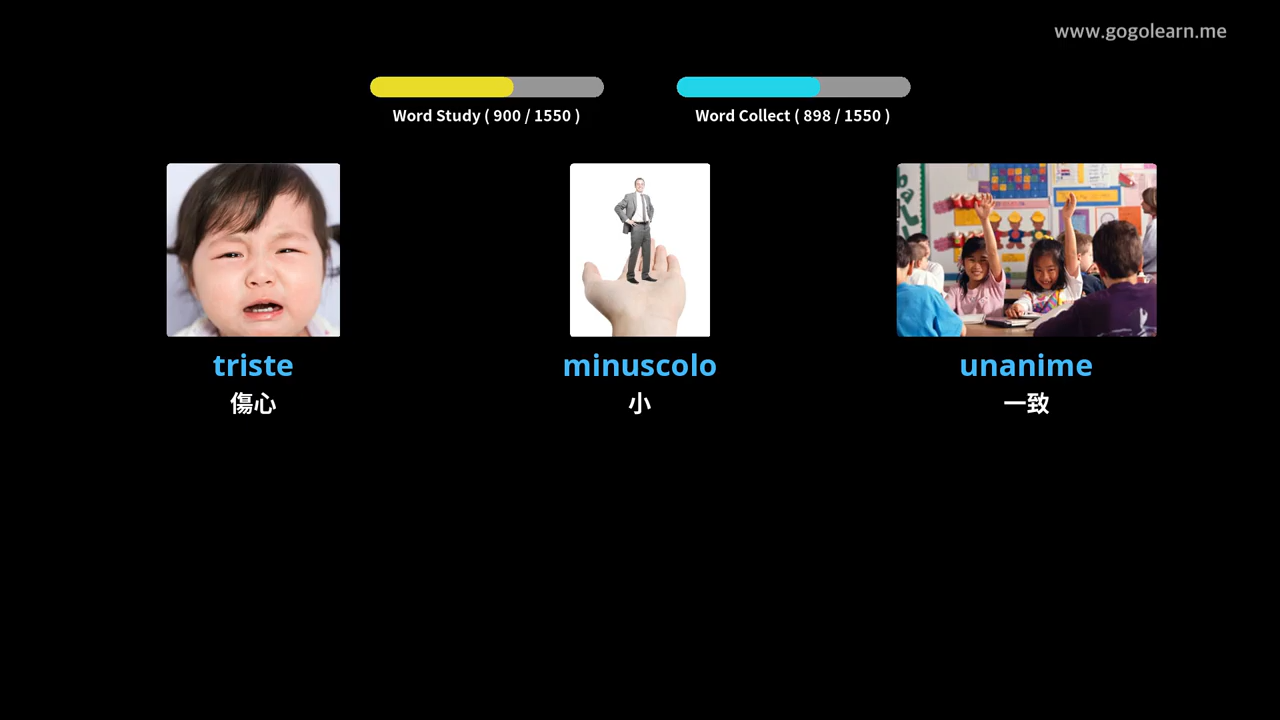 www.gogolearn.me
Word Study ( 900 / 1550 )
Word Collect ( 898 / 1550 )
triste
minuscolo
unanime
傷心
小
一致